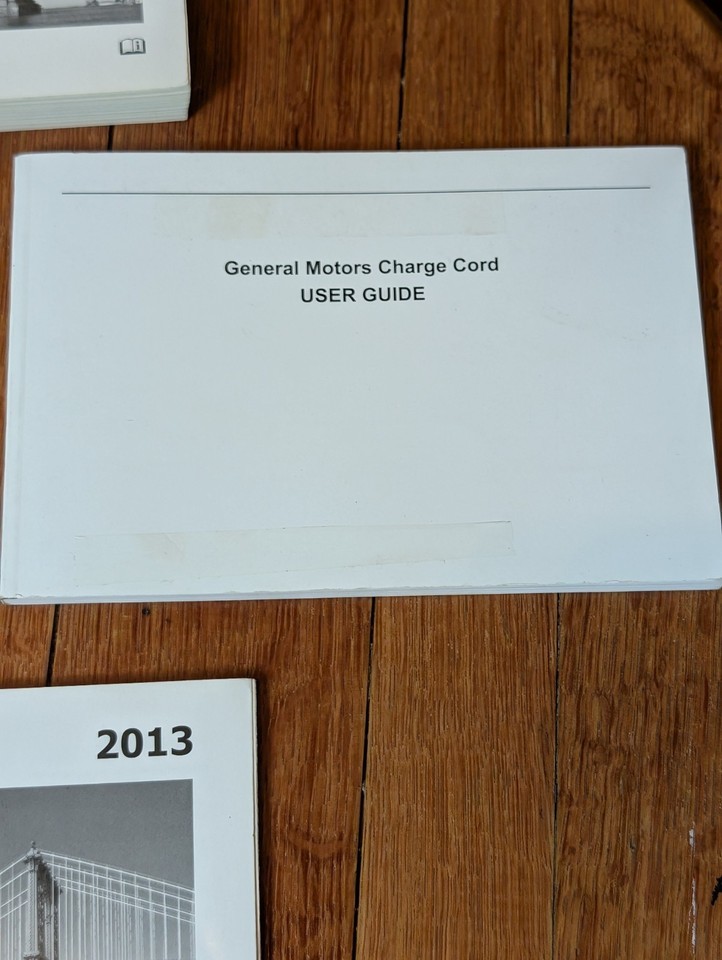 General Motors Charge Cord
USER GUIDE
2013